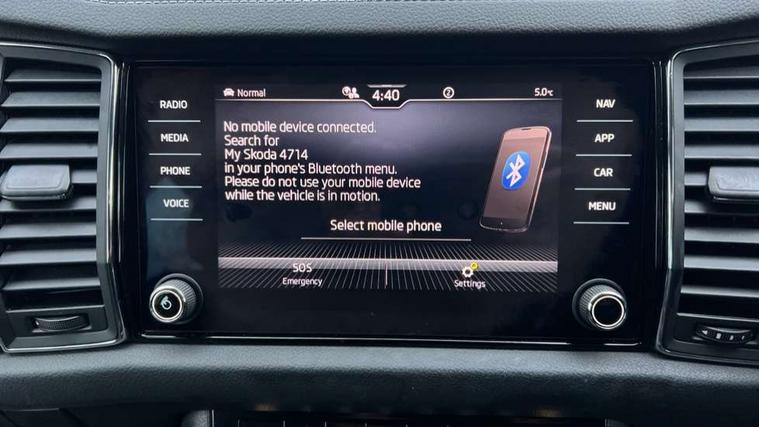 RADIO
MEDIA
PHONE
VOICE
Normal
4:40
5.0°C
No mobile device connected.
Search for
My Skoda 4714
in your phone's Bluetooth menu.
Please do not use your mobile device
while the vehicle is in motion.
Select mobile phone
SOS
Emergency
Settings
NAV
APP
CAR
MENU